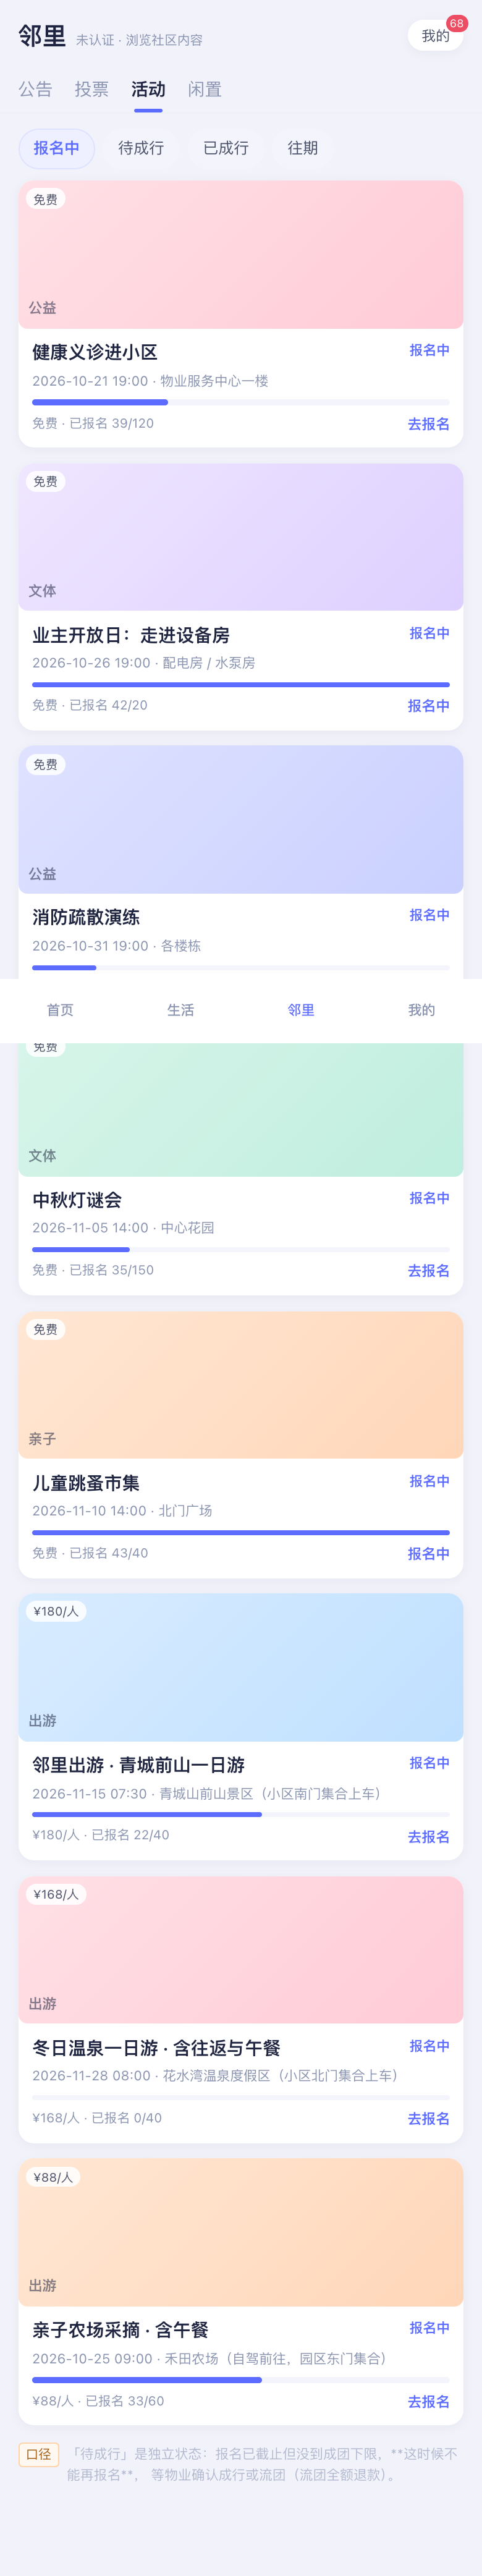 邻里 未认证 · 浏览社区内容 我的 68
公告 投票 活动 闲置
报名中 待成行 已成行 往期
免费
公益
健康义诊进小区 报名中
2026-10-21 19:00 · 物业服务中心一楼
免费 · 已报名 39/120 去报名
免费
文体
业主开放日：走进设备房 报名中
2026-10-26 19:00 · 配电房 / 水泵房
免费 · 已报名 42/20 报名中
免费
公益
消防疏散演练 报名中
2026-10-31 19:00 · 各楼栋
首页 生活 邻里 我的
免费
文体
中秋灯谜会 报名中
2026-11-05 14:00 · 中心花园
免费 · 已报名 35/150 去报名
免费
亲子
儿童跳蚤市集 报名中
2026-11-10 14:00 · 北门广场
免费 · 已报名 43/40 报名中
¥180/人
出游
邻里出游 · 青城前山一日游 报名中
2026-11-15 07:30 · 青城山前山景区（小区南门集合上车）
¥180/人 · 已报名 22/40 去报名
¥168/人
出游
冬日温泉一日游 · 含往返与午餐 报名中
2026-11-28 08:00 · 花水湾温泉度假区（小区北门集合上车）
¥168/人 · 已报名 0/40 去报名
¥88/人
出游
亲子农场采摘 · 含午餐 报名中
2026-10-25 09:00 · 禾田农场（自驾前往，园区东门集合）
¥88/人 · 已报名 33/60 去报名
口径 「待成行」是独立状态：报名已截止但没到成团下限，**这时候不
能再报名**， 等物业确认成行或流团（流团全额退款）。